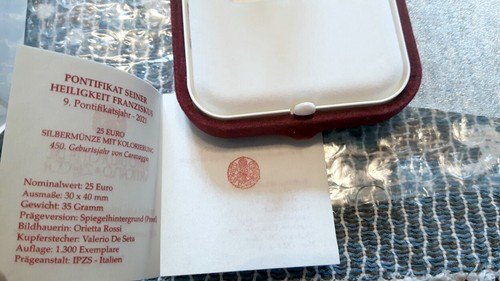 PONTIFIKAT SEINER
HEILIGKEIT FRANZISKUS
9. Pontifikatsjahr - 2021
25 EURO
SILBERMÜNZE MIT KOLORIERUNG
450. Geburtsjahr von Caravaggio
Nominalwert: 25 Euro
Ausmaße: 30 x 40 mm
Gewicht: 35 Gramm
Prägeversion: Spiegelhintergrund (Proof)
Bildhauerin: Orietta Rossi
Kupferstecher: Valerio De Seta
Auflage: 1.300 Exemplare
Prägeanstalt: IPZS - Italien